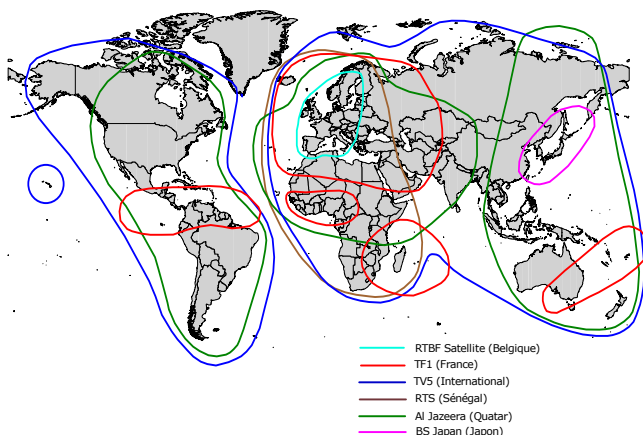 RTBF Satellite (Belgique)
TF1 (France)
TV5 (International)
RTS (Sénégal)
Al Jazeera (Quatar)
BS Japan (Japon)